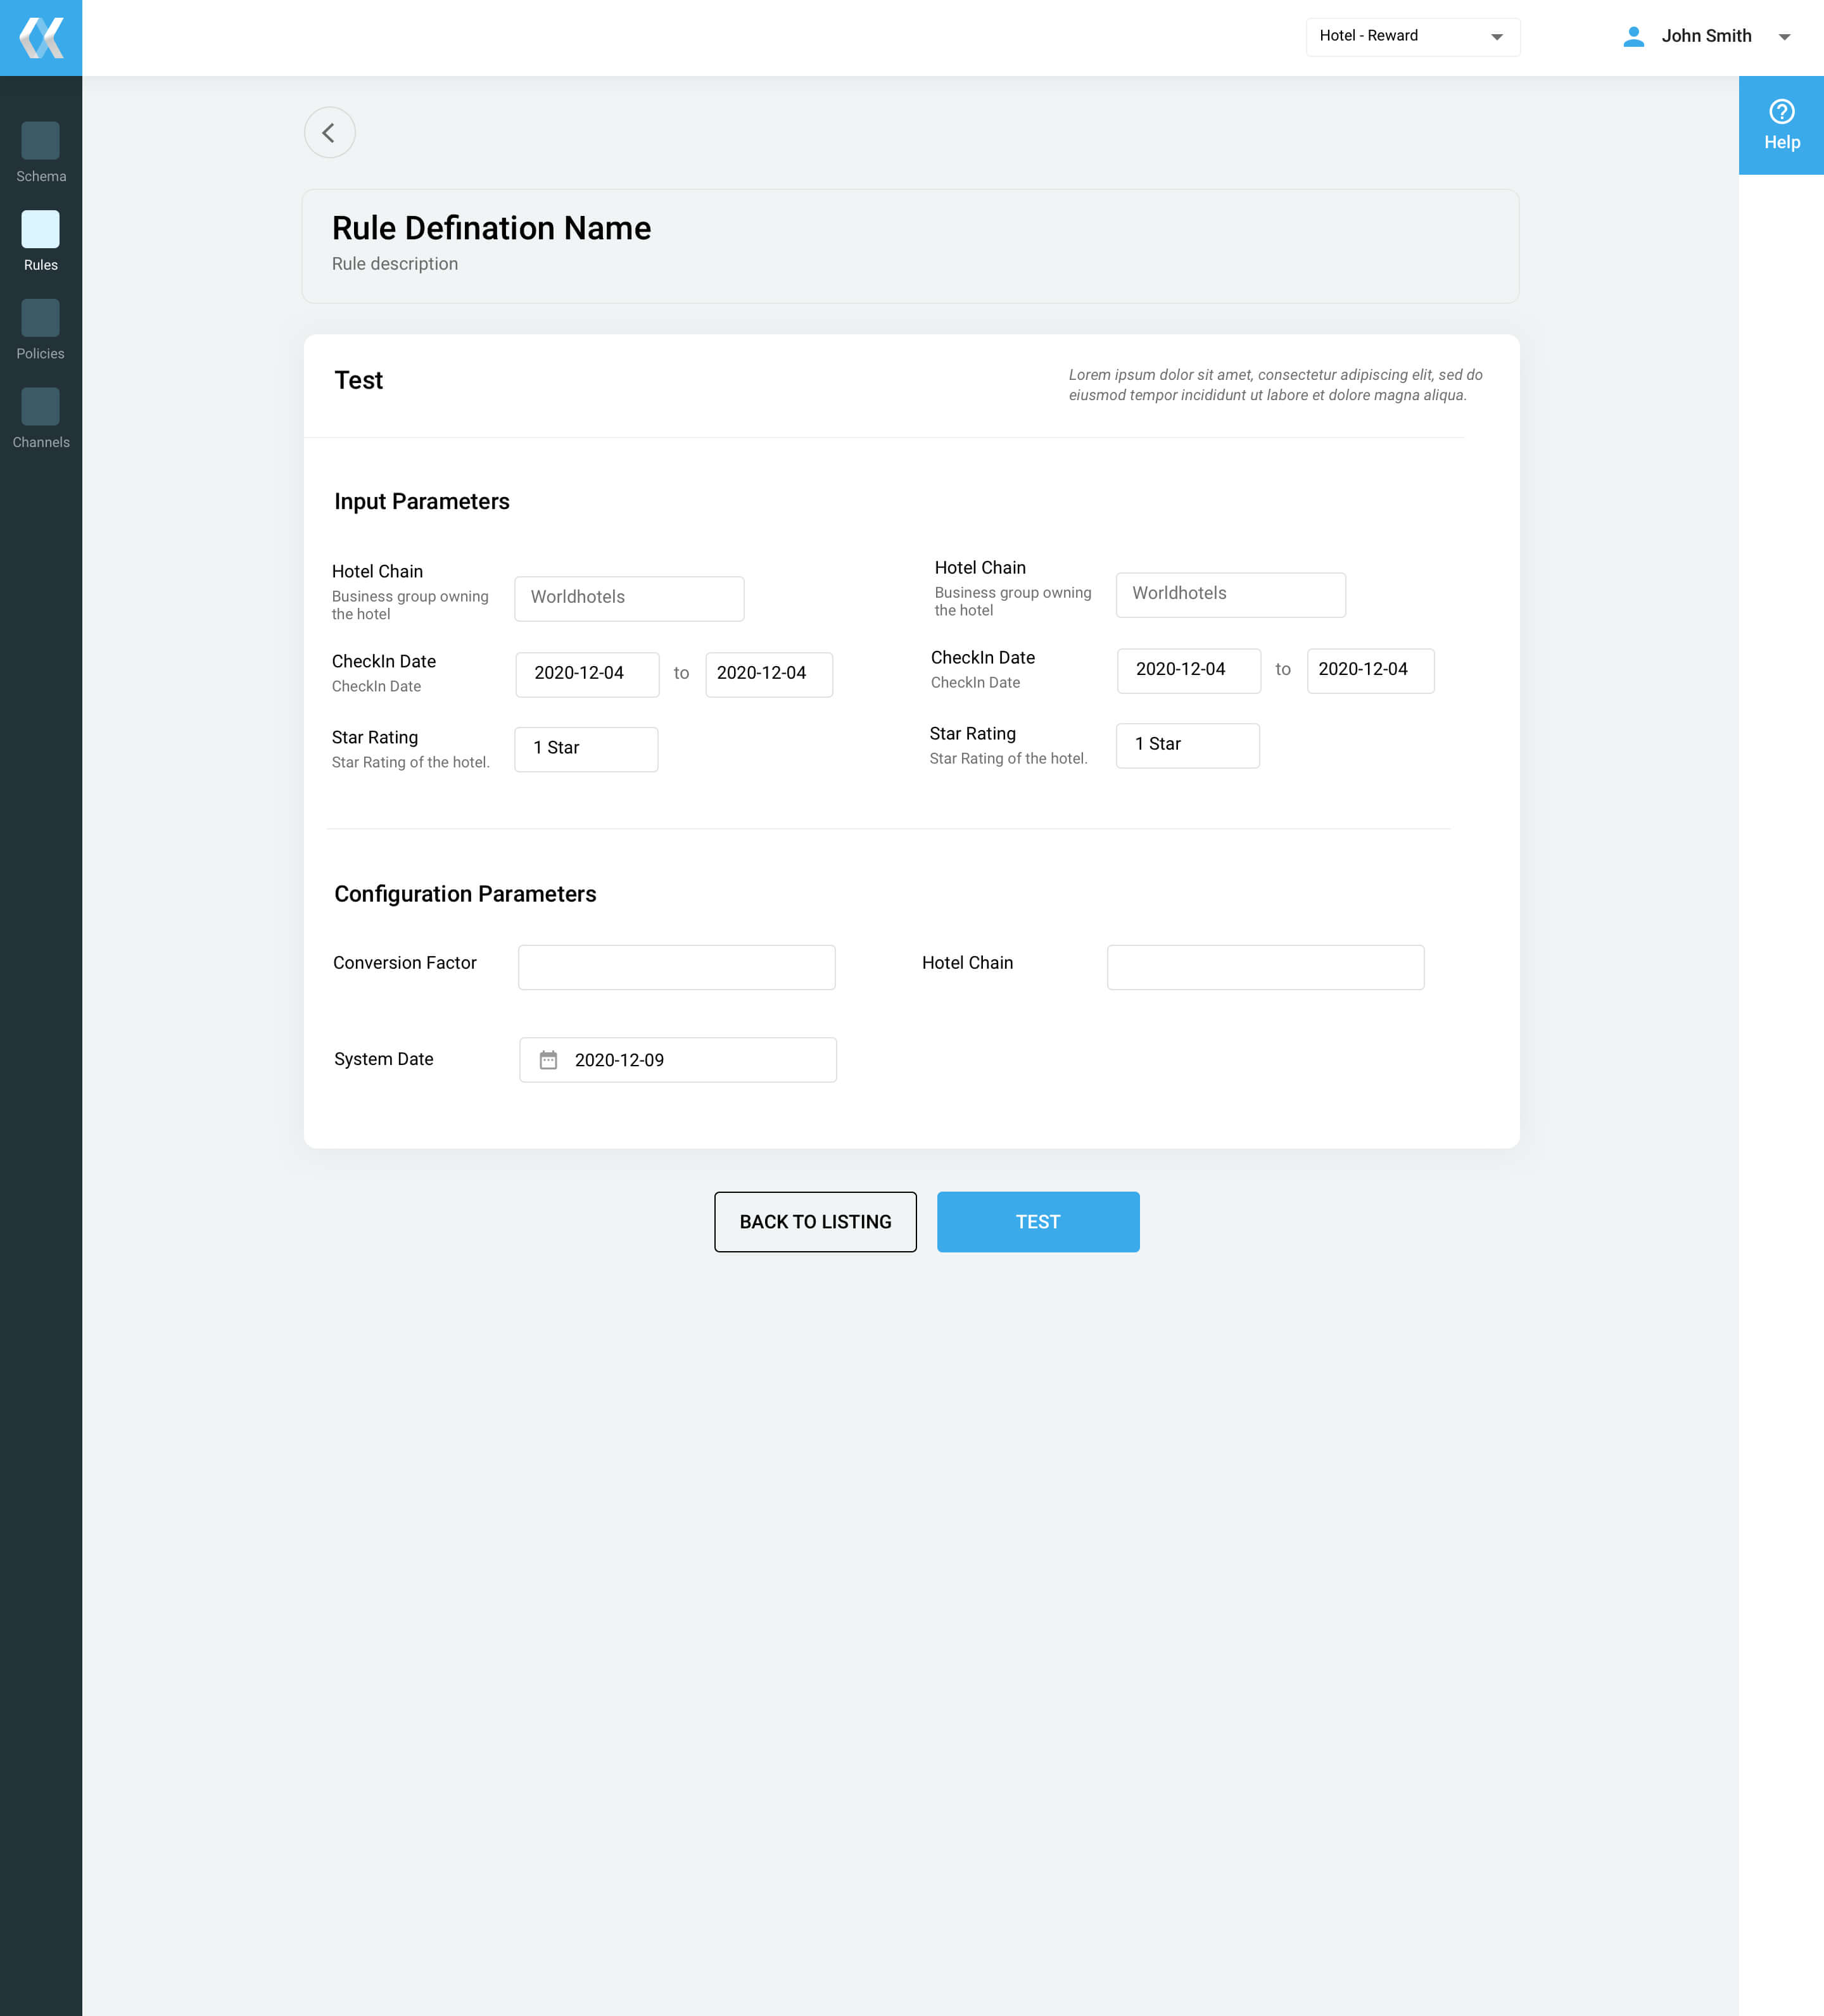 Hotel - Reward
John Smith
Help
Schema
Rules
Policies
Channels
Rule Defination Name
Rule description
Test
Lorem ipsum dolor sit amet, consectetur adipiscing elit, sed do
eiusmod tempor incididunt ut labore et dolore magna aliqua.
Input Parameters
Hotel Chain
Business group owning
the hotel
Worldhotels
CheckIn Date
CheckIn Date
2020-12-04 to 2020-12-04
Star Rating
Star Rating of the hotel.
1 Star
Hotel Chain
Business group owning
the hotel
Worldhotels
CheckIn Date
CheckIn Date
2020-12-04 to 2020-12-04
Star Rating
Star Rating of the hotel.
1 Star
Configuration Parameters
Conversion Factor
Hotel Chain
System Date
2020-12-09
BACK TO LISTING
TEST